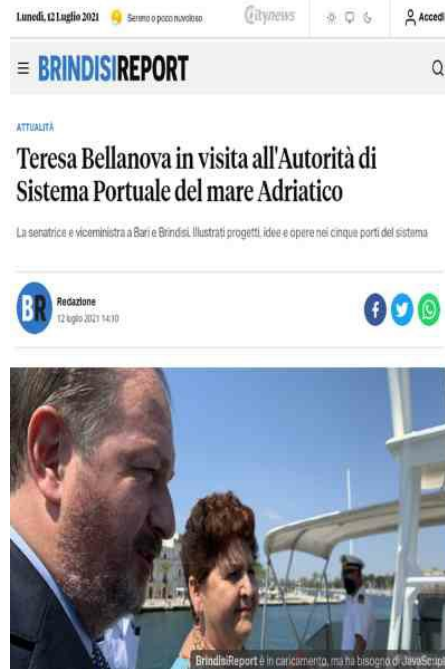 Lunedì, 12 Luglio 2021 Sereno o poco nuvoloso Citynews Accedi
BRINDISIREPORT
ATTUALITÀ
Teresa Bellanova in visita all'Autorità di
Sistema Portuale del mare Adriatico
La senatrice e viceministra a Bari e Brindisi. Illustrati progetti, idee e opere nei cinque porti del sistema
BR
Redazione
12 luglio 2021 14:10
BrindisiReport è in caricamento, ma ha bisogno di JavaScript